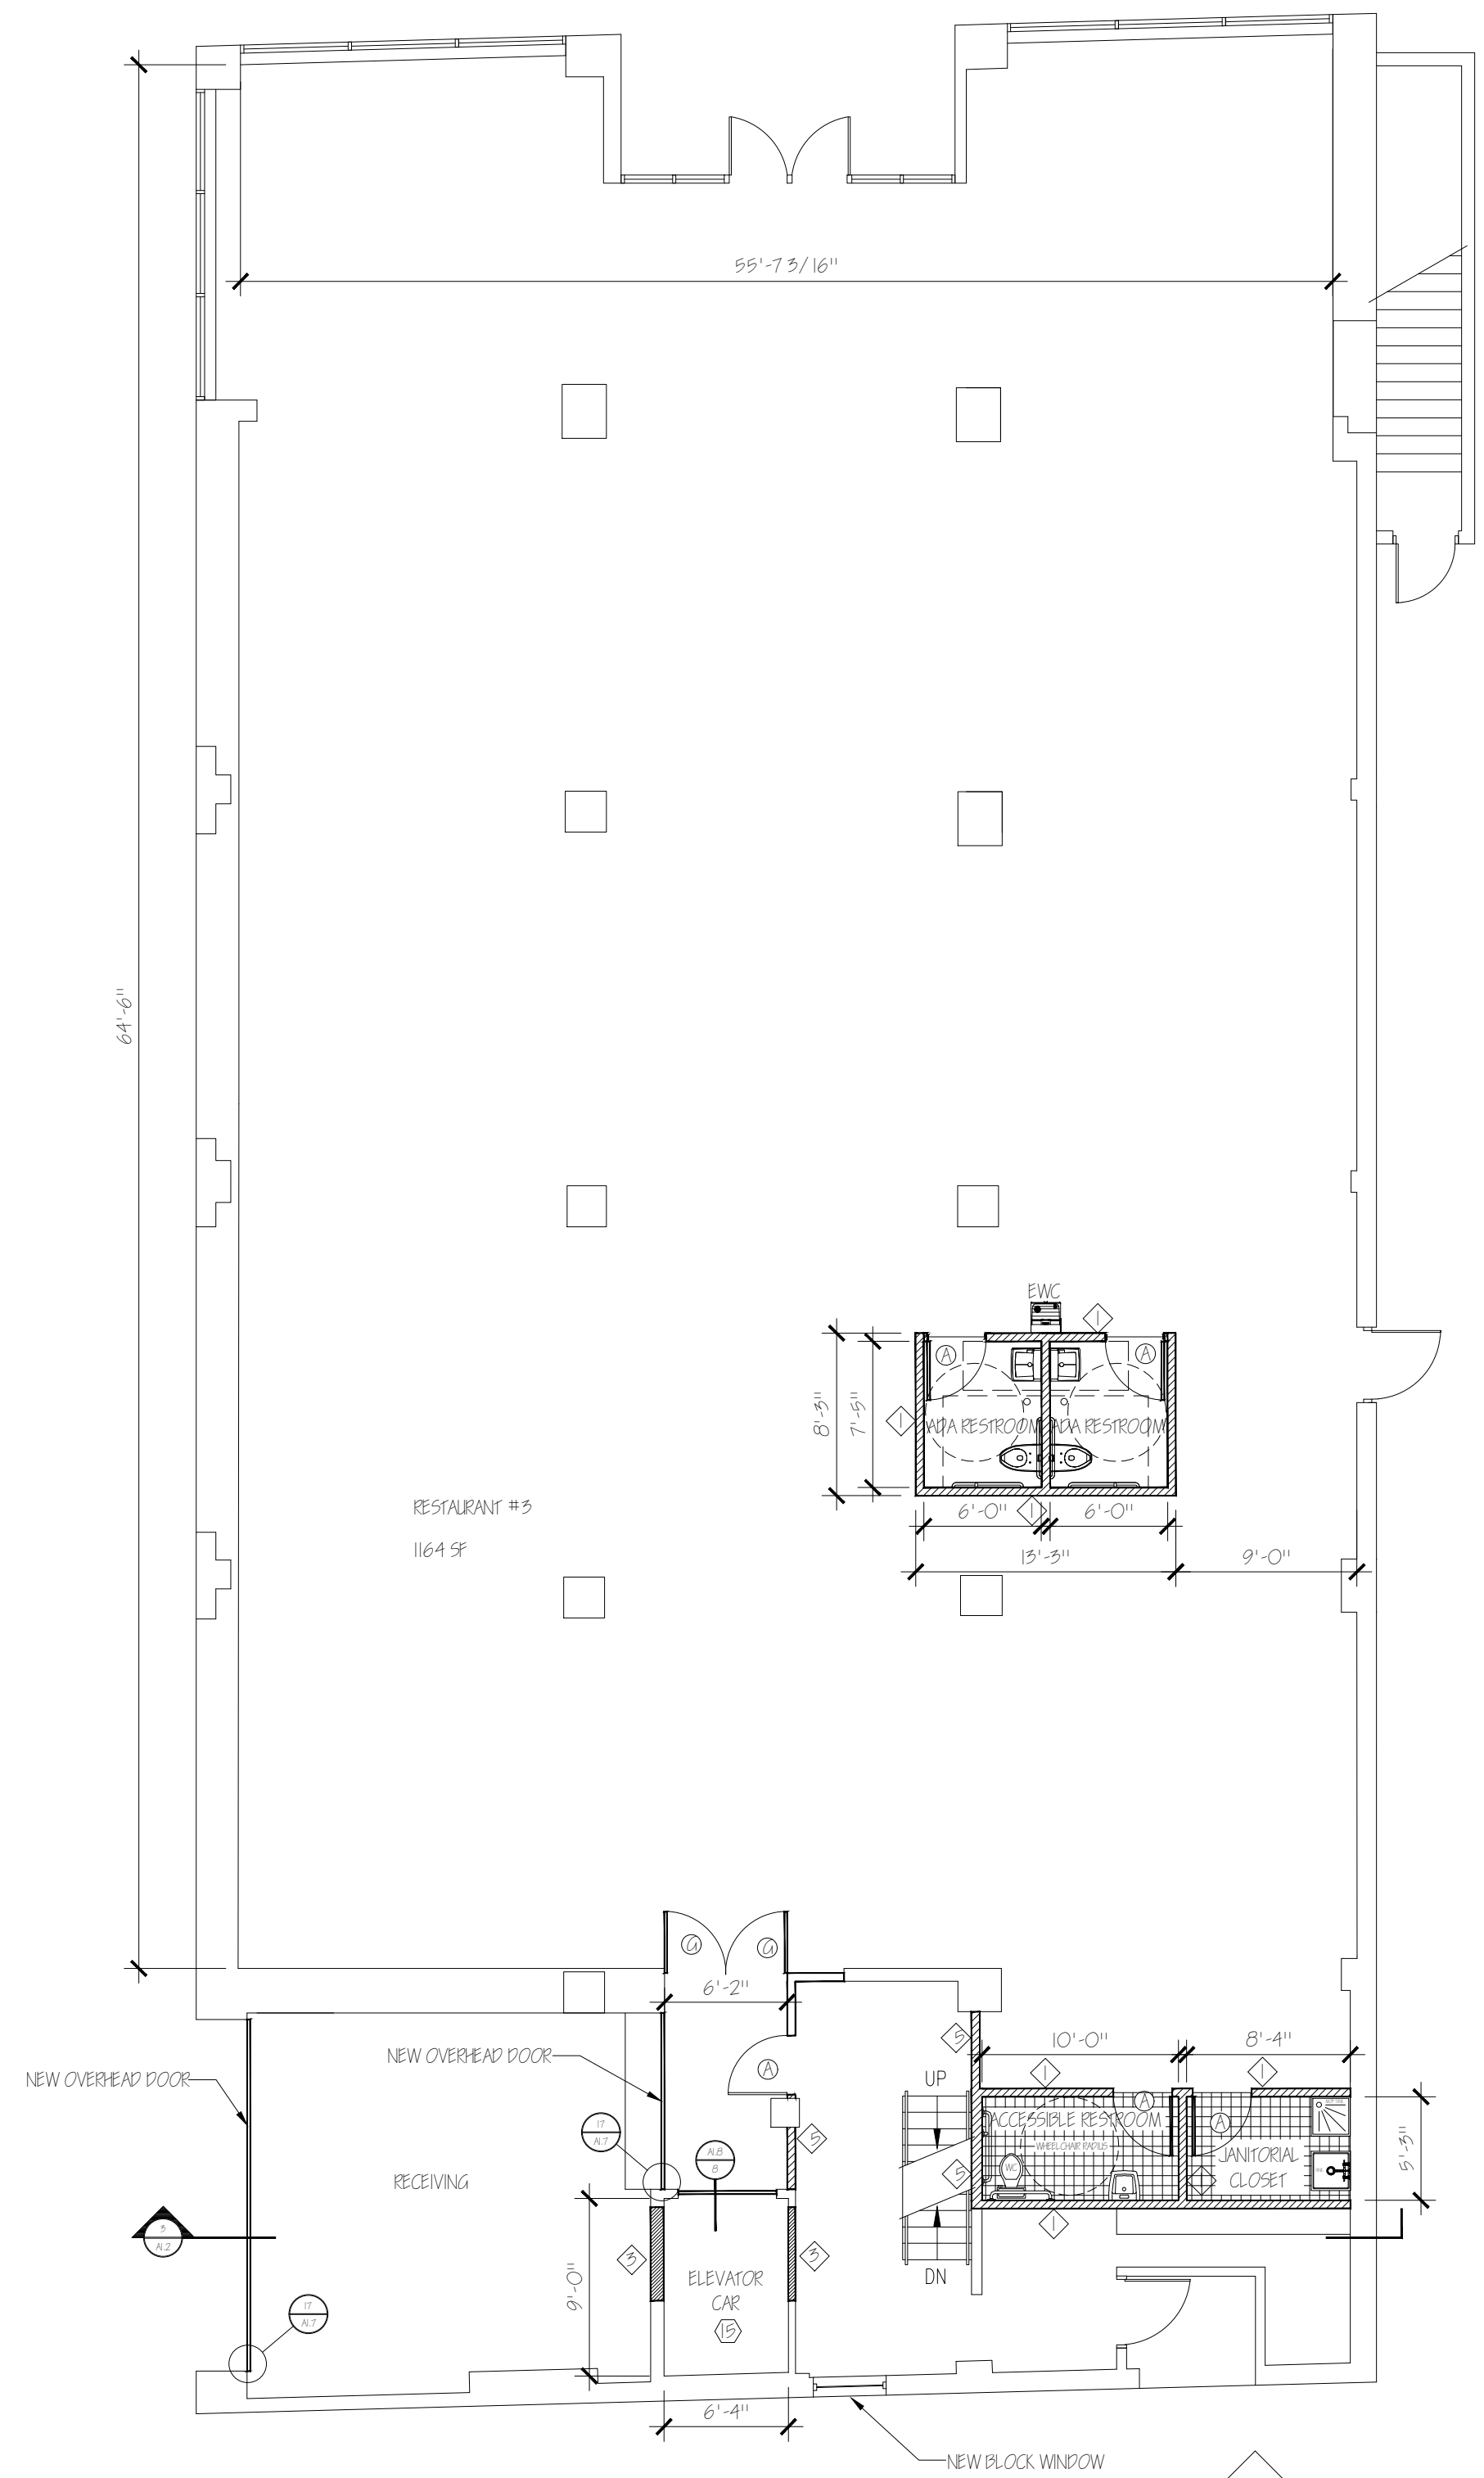 55'-7 3/16"
64'-6"
EWC
1
A
A
8'-3"
7'-5"
1
ADA RESTROOM
ADA RESTROOM
RESTAURANT #3
1164 SF
6'-0"
1
6'-0"
13'-3"
9'-0"
G
G
6'-2"
NEW OVERHEAD DOOR
NEW OVERHEAD DOOR
A
5
UP
10'-0"
8'-4"
1
1
A
A
ACCESSIBLE RESTROOM
WHEELCHAIR RADIUS
WC
JANITORIAL
CLOSET
5'-3"
17
A1.7
5
A1.8
8
5
RECEIVING
1
3
A1.2
3
3
1
ELEVATOR
CAR
15
DN
9'-0"
17
A1.7
6'-4"
NEW BLOCK WINDOW